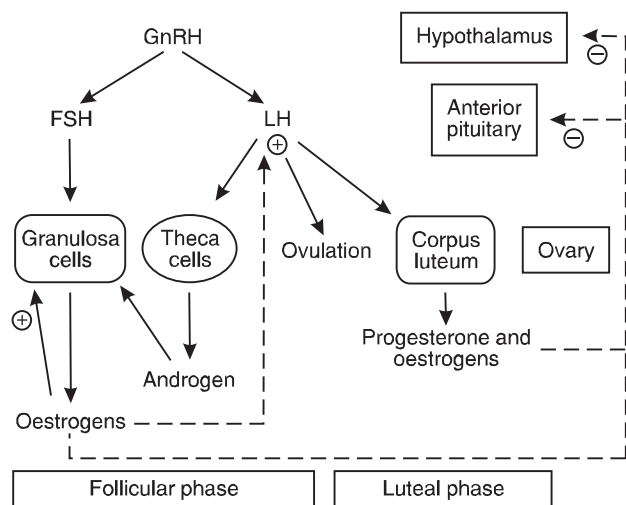 GnRH
Hypothalamus
−
FSH
LH
+
Anterior
pituitary
−
Granulosa
cells
Theca
cells
Ovulation
Corpus
luteum
Ovary
+
Androgen
Progesterone and
oestrogens
Oestrogens
Follicular phase
Luteal phase